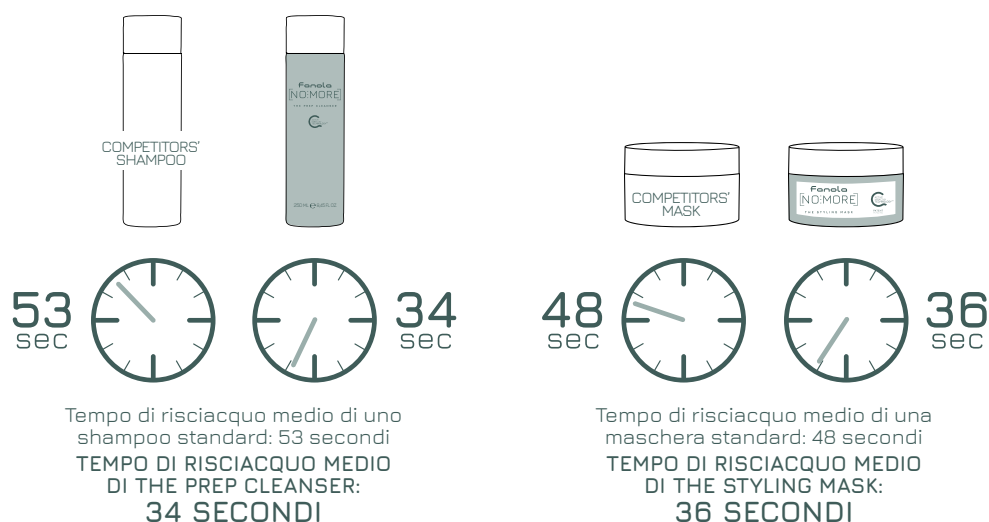 COMPETITORS'
SHAMPOO
fanola
[NO:MORE]
THE PREP CLEANSER
53
sec
34
sec
Tempo di risciacquo medio di uno
shampoo standard: 53 secondi
TEMPO DI RISCIACQUO MEDIO
DI THE PREP CLEANSER:
34 SECONDI
COMPETITORS'
MASK
fanola
[NO:MORE]
THE STYLING MASK
48
sec
36
sec
Tempo di risciacquo medio di una
maschera standard: 48 secondi
TEMPO DI RISCIACQUO MEDIO
DI THE STYLING MASK:
36 SECONDI